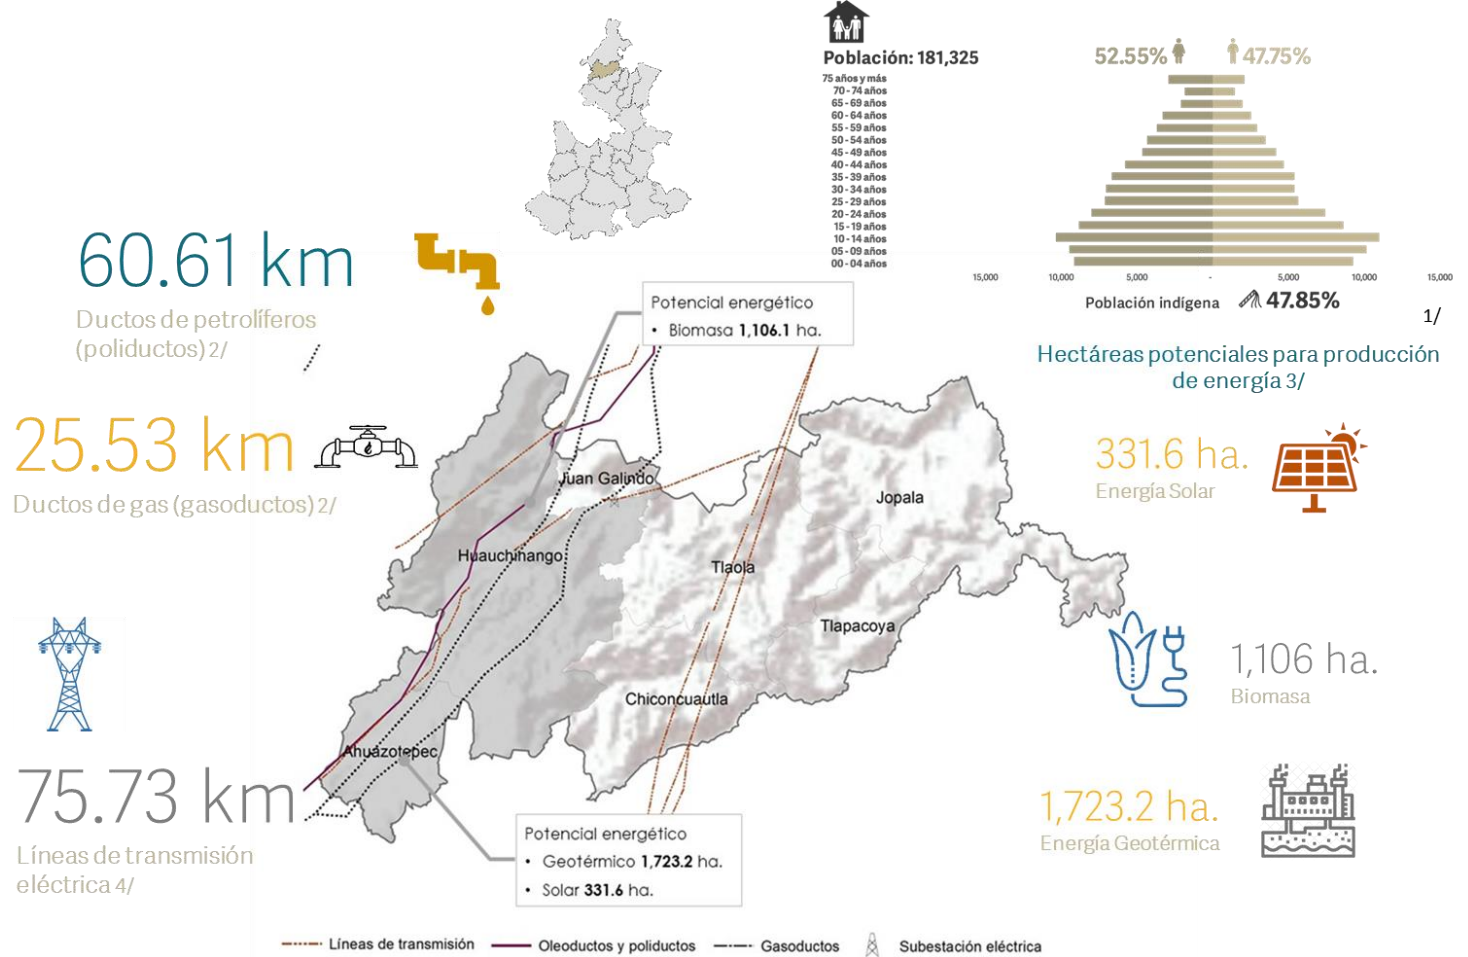 Población: 181,325
52.55%
47.75%
75 años y más
70 - 74 años
65 - 69 años
60 - 64 años
55 - 59 años
50 - 54 años
45 - 49 años
40 - 44 años
35 - 39 años
30 - 34 años
25 - 29 años
20 - 24 años
15 - 19 años
10 - 14 años
05 - 09 años
00 - 04 años
15,000 10,000 5,000 - 5,000 10,000 15,000
Población indígena 47.85%
1/
60.61 km
Ductos de petrolíferos
(poliductos) 2/
25.53 km
Ductos de gas (gasoductos) 2/
75.73 km
Líneas de transmisión
eléctrica 4/
Potencial energético
• Biomasa 1,106.1 ha.
Juan Galindo
Jopala
Huauchinango
Tlaola
Tlapacoya
Chiconcuautla
Ahuazotepec
Potencial energético
• Geotérmico 1,723.2 ha.
• Solar 331.6 ha.
Hectáreas potenciales para producción
de energía 3/
331.6 ha.
Energía Solar
1,106 ha.
Biomasa
1,723.2 ha.
Energía Geotérmica
Líneas de transmisión
Oleoductos y poliductos
Gasoductos
Subestación eléctrica